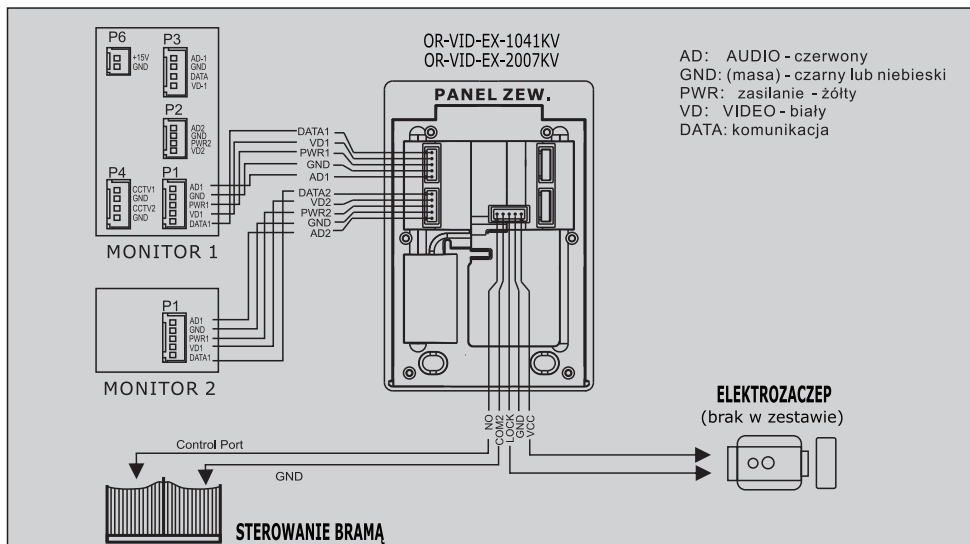 P6
+15V
GND
P3
AD-1
GND
DATA
VD-1
P2
AD2
GND
PWR2
VD2
P4
CCTV1
GND
CCTV2
GND
P1
AD1
GND
PWR1
VD1
DATA1
MONITOR 1
P1
AD1
GND
PWR1
VD1
DATA1
MONITOR 2
DATA1
VD1
PWR1
GND
AD1
DATA2
VD2
PWR2
GND
AD2
OR-VID-EX-1041KV
OR-VID-EX-2007KV
PANEL ZEW.
AD: AUDIO - czerwony
GND: (masa) - czarny lub niebieski
PWR: zasilanie - żółty
VD: VIDEO - biały
DATA: komunikacja
NO
COM2
LOCK
GND
VCC
Control Port
GND
STEROWANIE BRAMĄ
ELEKTROZACZEP
(brak w zestawie)